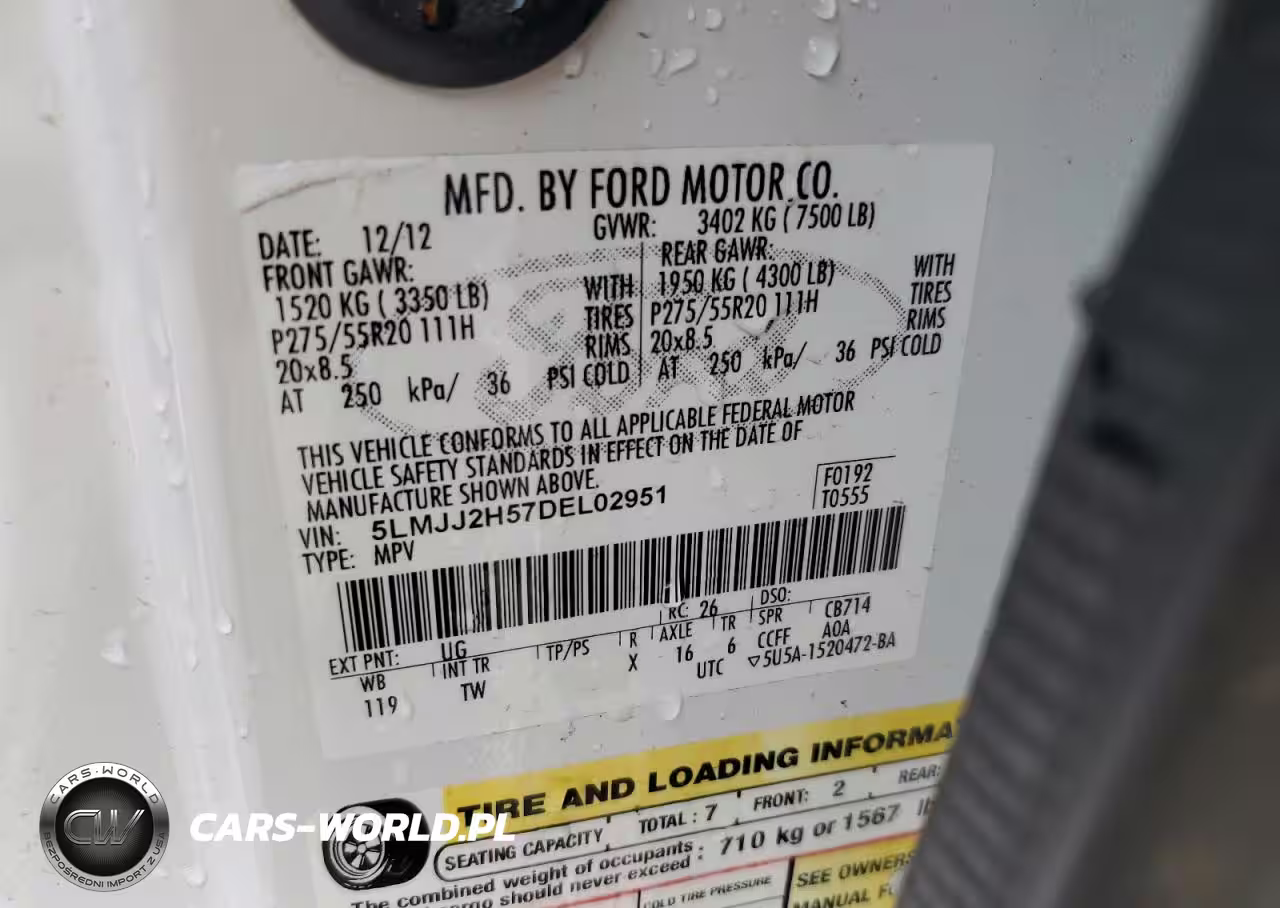 MFD. BY FORD MOTOR CO.
DATE: 12/12 GVWR: 3402 KG ( 7500 LB)
FRONT GAWR: REAR GAWR:
1520 KG ( 3350 LB) WITH 1950 KG ( 4300 LB) WITH
P275/55R20 111H TIRES P275/55R20 111H TIRES
20x8.5 RIMS 20x8.5 RIMS
AT 250 kPa/ 36 PSI COLD AT 250 kPa/ 36 PSI COLD
THIS VEHICLE CONFORMS TO ALL APPLICABLE FEDERAL MOTOR
VEHICLE SAFETY STANDARDS IN EFFECT ON THE DATE OF
MANUFACTURE SHOWN ABOVE.
VIN: 5LMJJ2H57DEL02951 F0192
TYPE: MPV T0555
EXT PNT: UG RC: 26 DSO: CB714
WB INT TR TP/PS R AXLE TR SPR A0A
119 TW X 16 6 CCFF
UTC ▽5U5A-1520472-BA
TIRE AND LOADING INFORMA
SEATING CAPACITY TOTAL : 7 FRONT: 2 REAR:
The combined weight of occupants : 710 kg or 1567 lb
cargo should never exceed :
COLD TIRE PRESSURE SEE OWNERS
MANUAL FO
CARS-WORLD
CW
BEZPOŚREDNI IMPORT Z USA
CARS-WORLD.PL